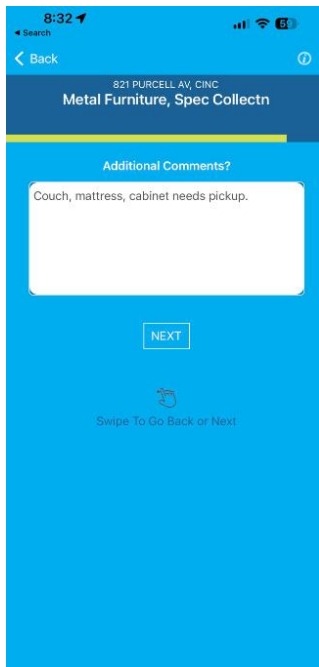 8:32
◄ Search
Back
821 PURCELL AV, CINC
Metal Furniture, Spec Collectn
Additional Comments?
Couch, mattress, cabinet needs pickup.
NEXT
Swipe To Go Back or Next